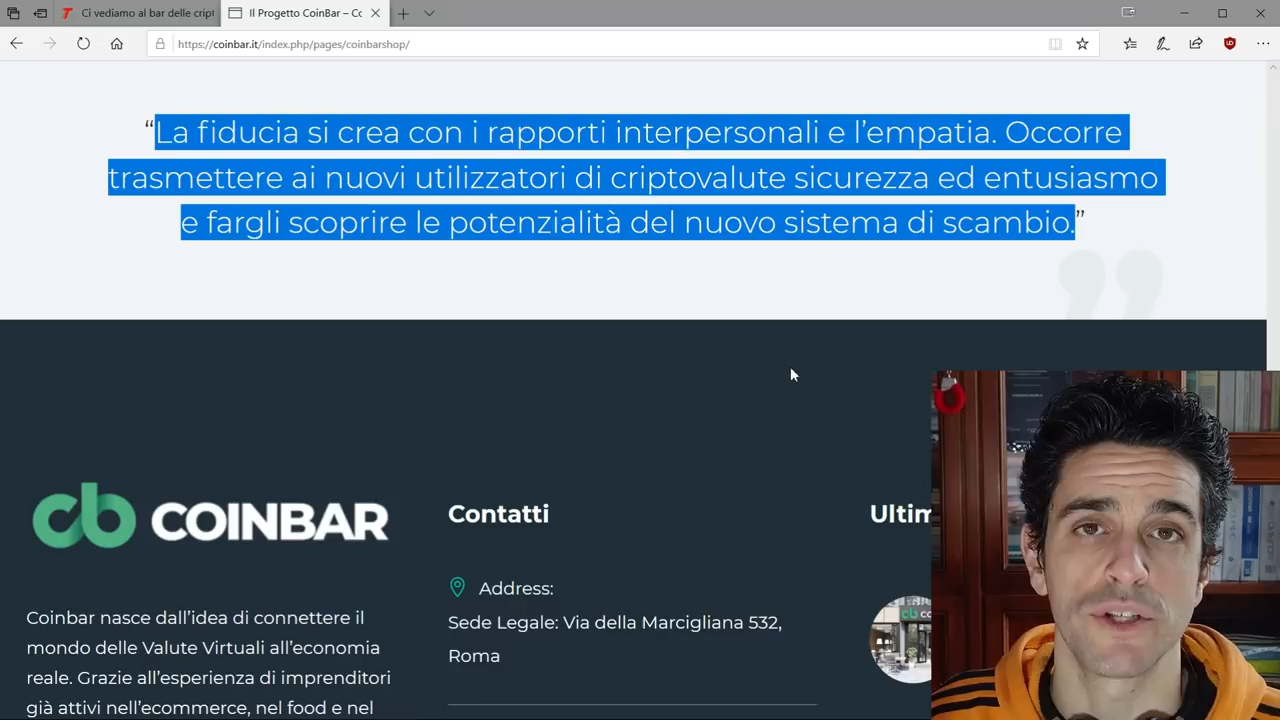 Ci vediamo al bar delle cript
Il Progetto CoinBar – Cc
https://coinbar.it/index.php/pages/coinbarshop/
“La fiducia si crea con i rapporti interpersonali e l’empatia. Occorre
trasmettere ai nuovi utilizzatori di criptovalute sicurezza ed entusiasmo
e fargli scoprire le potenzialità del nuovo sistema di scambio.”
cb COINBAR
Coinbar nasce dall’idea di connettere il
mondo delle Valute Virtuali all’economia
reale. Grazie all’esperienza di imprenditori
già attivi nell’ecommerce, nel food e nel
Contatti
Address:
Sede Legale: Via della Marcigliana 532,
Roma
Ultim